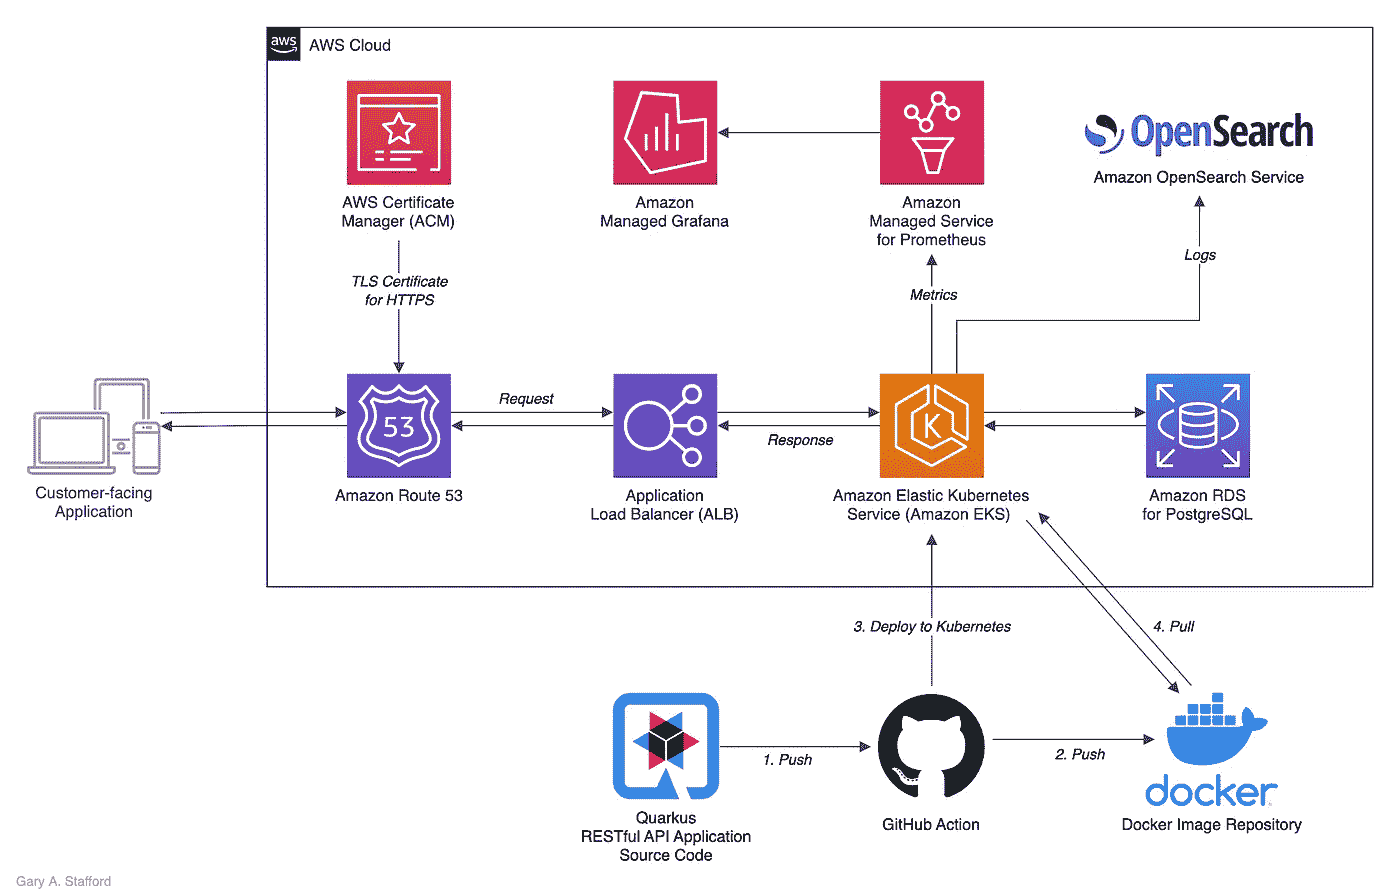 aws
AWS Cloud
AWS Certificate
Manager (ACM)
Amazon
Managed Grafana
Amazon
Managed Service
for Prometheus
OpenSearch
Amazon OpenSearch Service
TLS Certificate
for HTTPS
Metrics
Logs
Customer-facing
Application
53
Amazon Route 53
Request
Application
Load Balancer (ALB)
Response
K
Amazon Elastic Kubernetes
Service (Amazon EKS)
Amazon RDS
for PostgreSQL
3. Deploy to Kubernetes
4. Pull
1. Push
2. Push
Quarkus
RESTful API Application
Source Code
GitHub Action
docker
Docker Image Repository
Gary A. Stafford